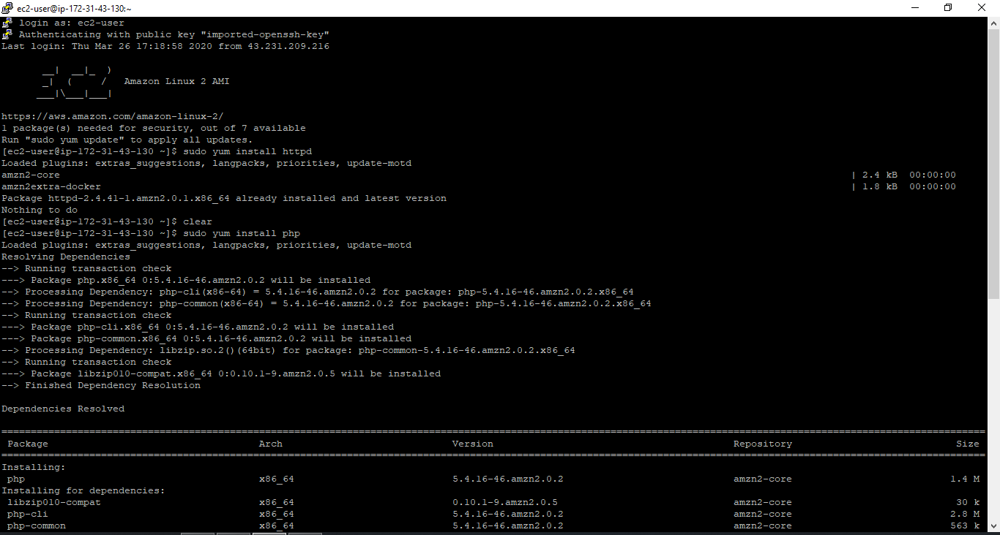 ec2-user@ip-172-31-43-130:~
login as: ec2-user
Authenticating with public key "imported-openssh-key"
Last login: Thu Mar 26 17:18:58 2020 from 43.231.209.216
__|  __|_  )
_|  (     /   Amazon Linux 2 AMI
___|\___|___|
https://aws.amazon.com/amazon-linux-2/
1 package(s) needed for security, out of 7 available
Run "sudo yum update" to apply all updates.
[ec2-user@ip-172-31-43-130 ~]$ sudo yum install httpd
Loaded plugins: extras_suggestions, langpacks, priorities, update-motd
amzn2-core | 2.4 kB 00:00:00
amzn2extra-docker | 1.8 kB 00:00:00
Package httpd-2.4.41-1.amzn2.0.1.x86_64 already installed and latest version
Nothing to do
[ec2-user@ip-172-31-43-130 ~]$ clear
[ec2-user@ip-172-31-43-130 ~]$ sudo yum install php
Loaded plugins: extras_suggestions, langpacks, priorities, update-motd
Resolving Dependencies
--> Running transaction check
---> Package php.x86_64 0:5.4.16-46.amzn2.0.2 will be installed
--> Processing Dependency: php-cli(x86-64) = 5.4.16-46.amzn2.0.2 for package: php-5.4.16-46.amzn2.0.2.x86_64
--> Processing Dependency: php-common(x86-64) = 5.4.16-46.amzn2.0.2 for package: php-5.4.16-46.amzn2.0.2.x86_64
--> Running transaction check
---> Package php-cli.x86_64 0:5.4.16-46.amzn2.0.2 will be installed
---> Package php-common.x86_64 0:5.4.16-46.amzn2.0.2 will be installed
--> Processing Dependency: libzip.so.2()(64bit) for package: php-common-5.4.16-46.amzn2.0.2.x86_64
--> Running transaction check
---> Package libzip010-compat.x86_64 0:0.10.1-9.amzn2.0.5 will be installed
--> Finished Dependency Resolution
Dependencies Resolved
Package Arch Version Repository Size
Installing:
php x86_64 5.4.16-46.amzn2.0.2 amzn2-core 1.4 M
Installing for dependencies:
libzip010-compat x86_64 0.10.1-9.amzn2.0.5 amzn2-core 30 k
php-cli x86_64 5.4.16-46.amzn2.0.2 amzn2-core 2.8 M
php-common x86_64 5.4.16-46.amzn2.0.2 amzn2-core 563 k